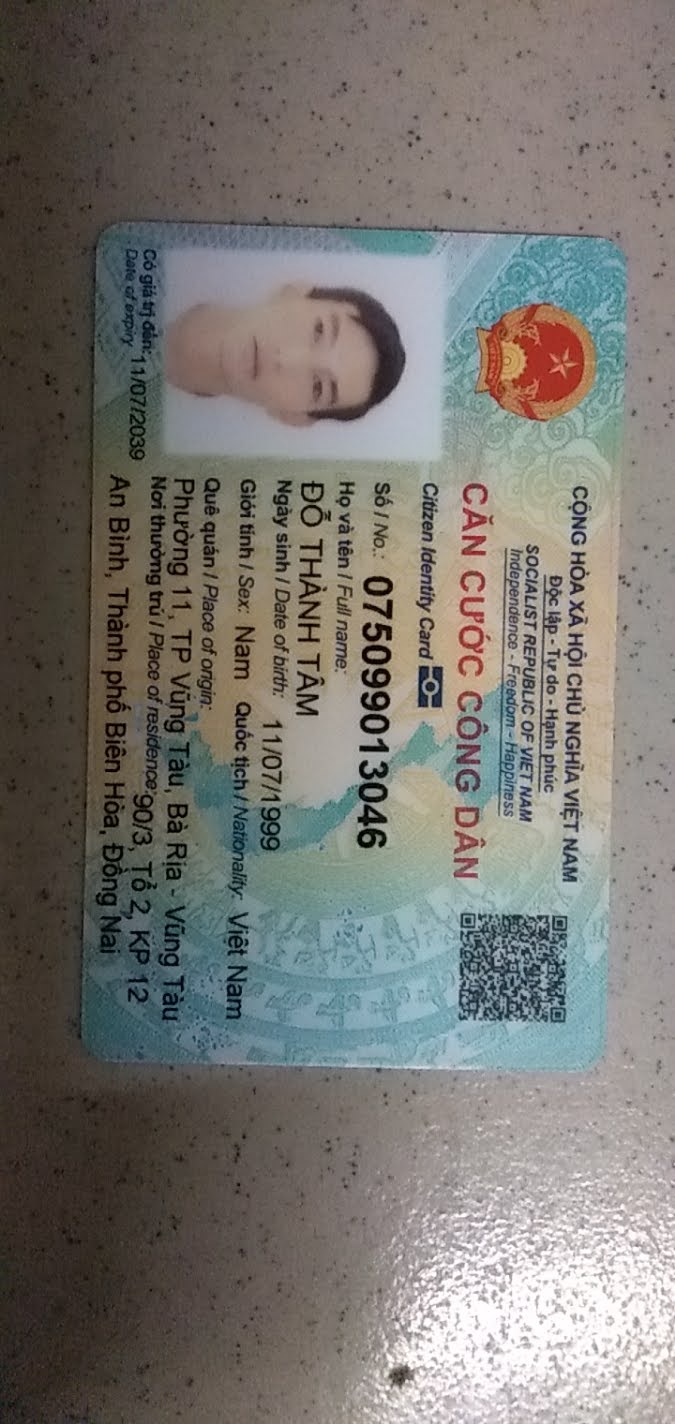 CỘNG HÒA XÃ HỘI CHỦ NGHĨA VIỆT NAM
Độc lập - Tự do - Hạnh phúc
SOCIALIST REPUBLIC OF VIET NAM
Independence - Freedom - Happiness
CĂN CƯỚC CÔNG DÂN
Citizen Identity Card
Số / No.: 075099013046
Họ và tên / Full name:
ĐỖ THÀNH TÂM
Ngày sinh / Date of birth: 11/07/1999
Giới tính / Sex: Nam Quốc tịch / Nationality: Việt Nam
Quê quán / Place of origin:
Phường 11, TP Vũng Tàu, Bà Rịa - Vũng Tàu
Nơi thường trú / Place of residence: 90/3, Tổ 2, KP 12
An Bình, Thành phố Biên Hòa, Đồng Nai
Có giá trị đến: 11/07/2039
Date of expiry